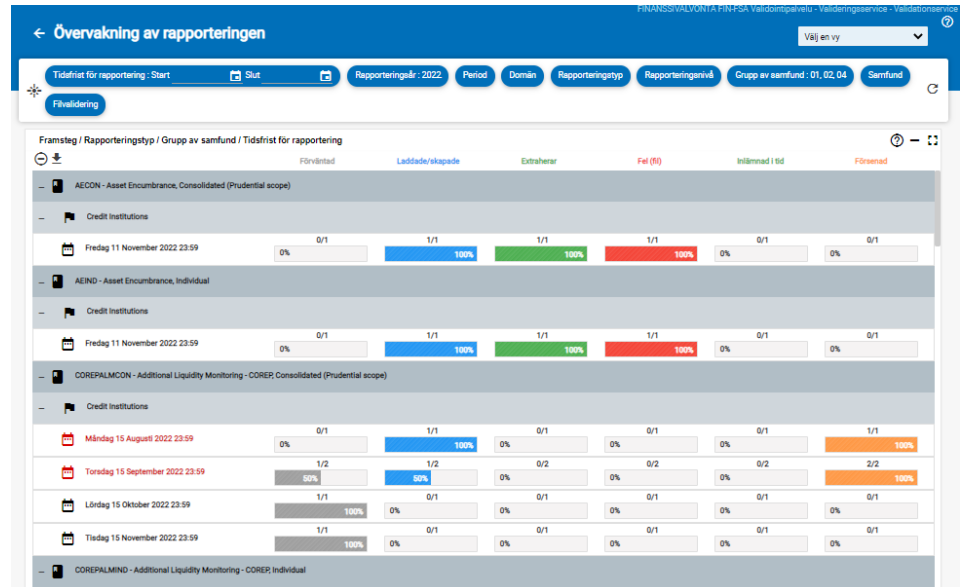 FINANSSIVALVONTA FIN-FSA Validointipalvelu - Valideringsservice - Validationservice
Övervakning av rapporteringen
Välj en vy
Tidsfrist för rapportering : Start Slut Rapporteringsår : 2022 Period Domän Rapporteringstyp Rapporteringsnivå Grupp av samfund : 01, 02, 04 Samfund
Filvalidering
Framsteg / Rapporteringstyp / Grupp av samfund / Tidsfrist för rapportering
Förväntad Laddade/skapade Extraherar Fel (fil) Inlämnad i tid Försenad
AECON - Asset Encumbrance, Consolidated (Prudential scope)
Credit Institutions
0/1 1/1 1/1 1/1 0/1 0/1
Fredag 11 November 2022 23:59
0% 100% 100% 100% 0% 0%
AEIND - Asset Encumbrance, Individual
Credit Institutions
0/1 1/1 1/1 1/1 0/1 0/1
Fredag 11 November 2022 23:59
0% 100% 100% 100% 0% 0%
COREPALMCON - Additional Liquidity Monitoring - COREP, Consolidated (Prudential scope)
Credit Institutions
0/1 1/1 0/1 0/1 0/1 1/1
Måndag 15 Augusti 2022 23:59
0% 100% 0% 0% 0% 100%
1/2 1/2 0/2 0/2 0/2 2/2
Torsdag 15 September 2022 23:59
50% 50% 0% 0% 0% 100%
1/1 0/1 0/1 0/1 0/1 0/1
Lördag 15 Oktober 2022 23:59
100% 0% 0% 0% 0% 0%
1/1 0/1 0/1 0/1 0/1 0/1
Tisdag 15 November 2022 23:59
100% 0% 0% 0% 0% 0%
COREPALMIND - Additional Liquidity Monitoring - COREP, Individual